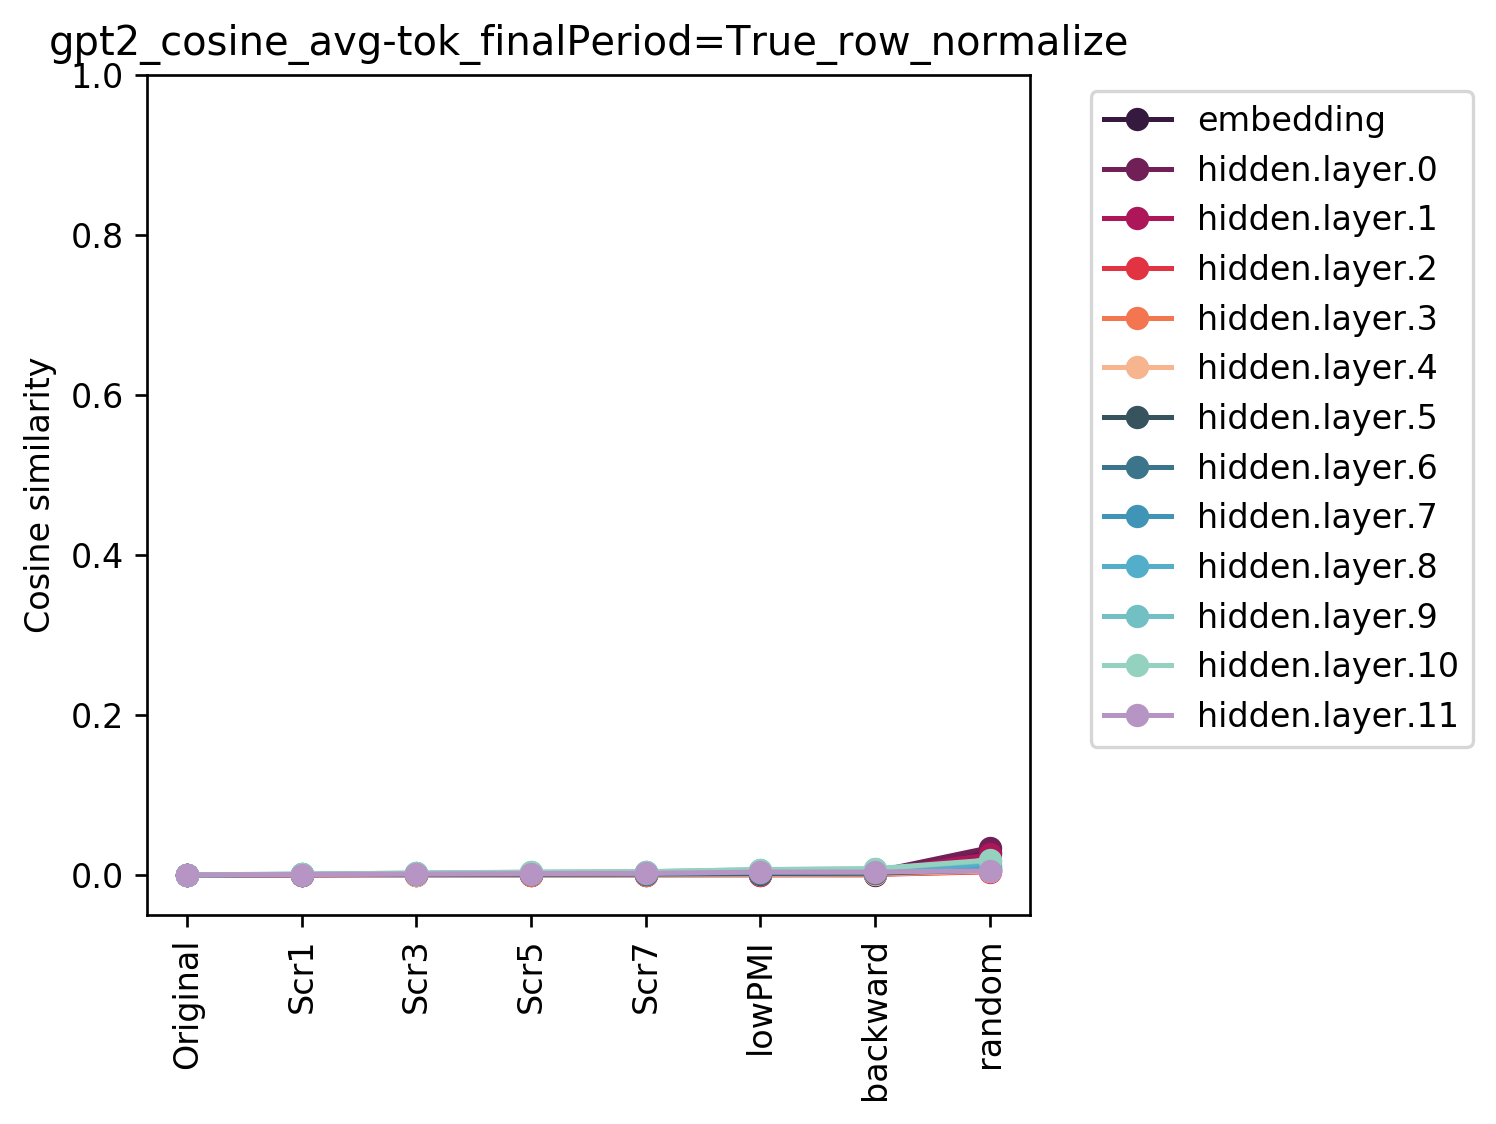 gpt2_cosine_avg-tok_finalPeriod=True_row_normalize
Cosine similarity
1.0
0.8
0.6
0.4
0.2
0.0
Original
Scr1
Scr3
Scr5
Scr7
lowPMI
backward
random
embedding
hidden.layer.0
hidden.layer.1
hidden.layer.2
hidden.layer.3
hidden.layer.4
hidden.layer.5
hidden.layer.6
hidden.layer.7
hidden.layer.8
hidden.layer.9
hidden.layer.10
hidden.layer.11